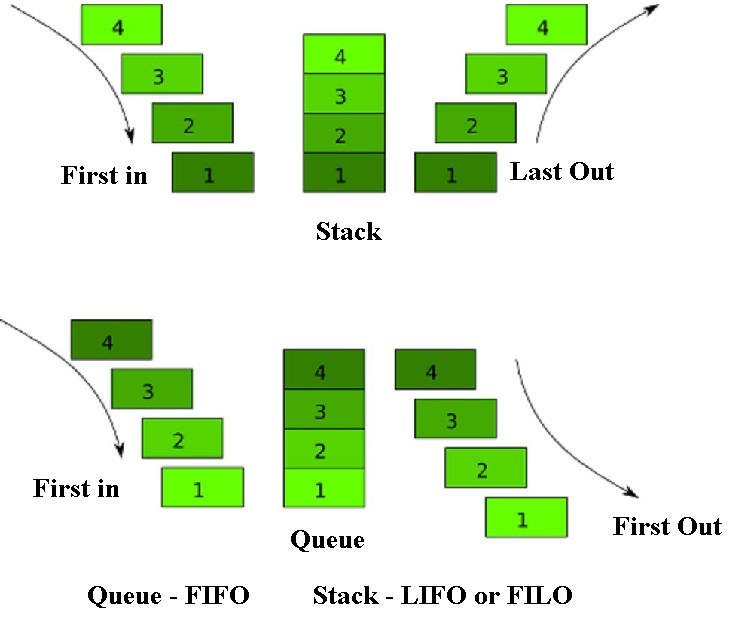 4 4 4
3 3 3
2 2 2
First in 1 1 1 Last Out
Stack
4 4 4
3 3 3
2 2 2
First in 1 1 1 First Out
Queue
Queue - FIFO Stack - LIFO or FILO